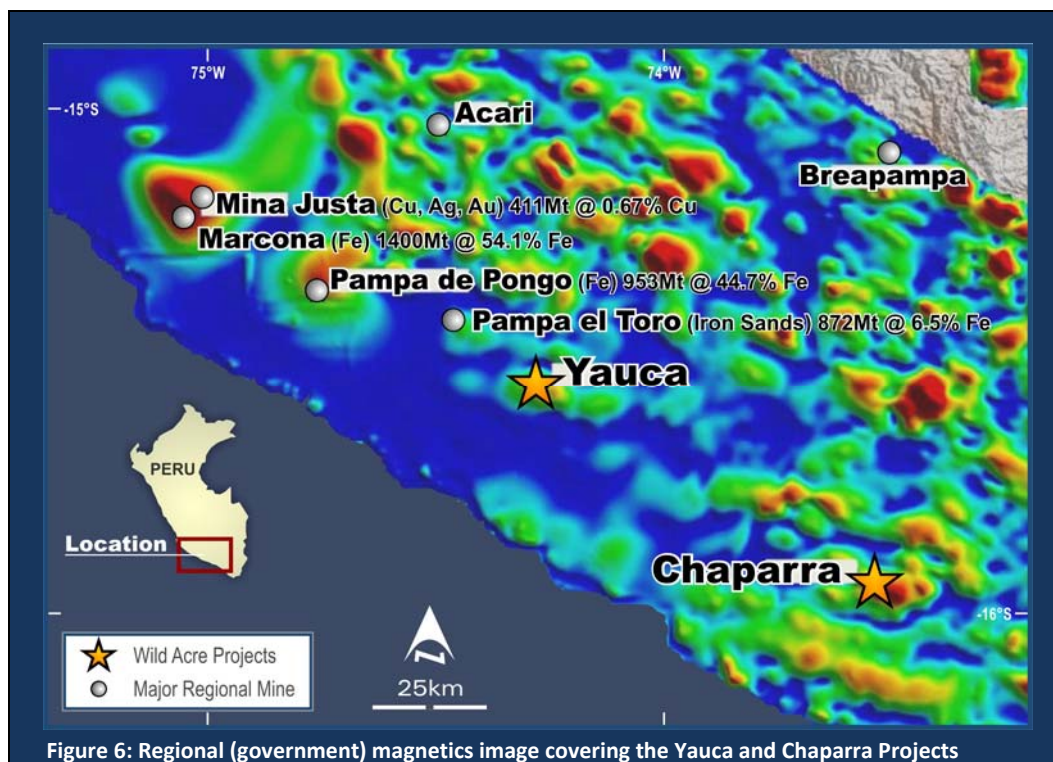 75°W
74°W
-15°S
Acari
Breapampa
Mina Justa (Cu, Ag, Au) 411Mt @ 0.67% Cu
Marcona (Fe) 1400Mt @ 54.1% Fe
Pampa de Pongo (Fe) 953Mt @ 44.7% Fe
Pampa el Toro (Iron Sands) 872Mt @ 6.5% Fe
Yauca
PERU
Location
Chaparra
-16°S
Wild Acre Projects
Major Regional Mine
N
25km
Figure 6: Regional (government) magnetics image covering the Yauca and Chaparra Projects